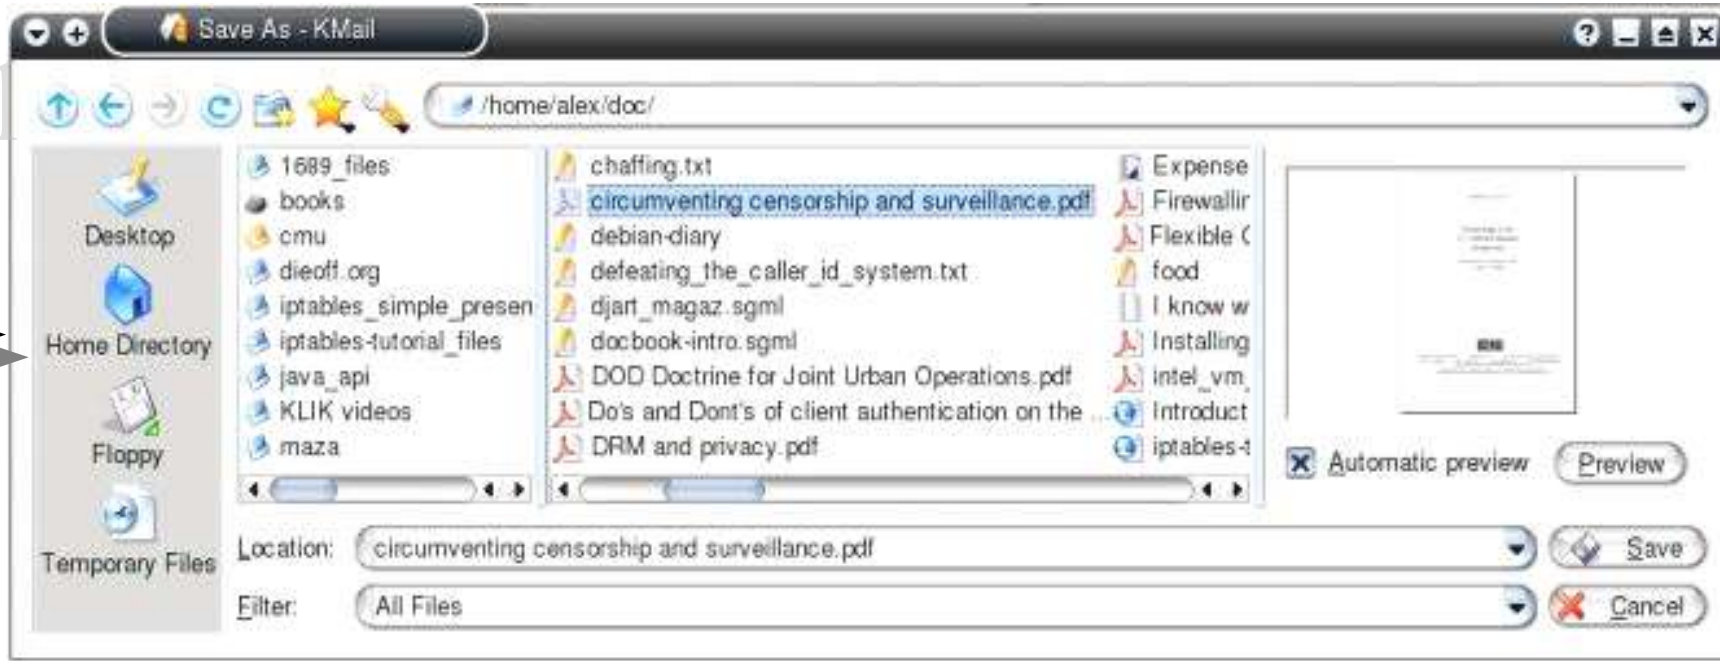 Save As - KMail
/home/alex/doc/
Desktop
Home Directory
Floppy
Temporary Files
1689_files
books
cmu
dieoff.org
iptables_simple_presen
iptables-tutorial_files
java_api
KLIK videos
maza
chaffing.txt
circumventing censorship and surveillance.pdf
debian-diary
defeating_the_caller_id_system.txt
djart_magaz.sgml
docbook-intro.sgml
DOD Doctrine for Joint Urban Operations.pdf
Do's and Dont's of client authentication on the ...
DRM and privacy.pdf
Expense
Firewallin
Flexible
food
I know w
Installing
intel_vm_
Introduct
iptables-t
Automatic preview
Preview
Location:
circumventing censorship and surveillance.pdf
Save
Filter:
All Files
Cancel